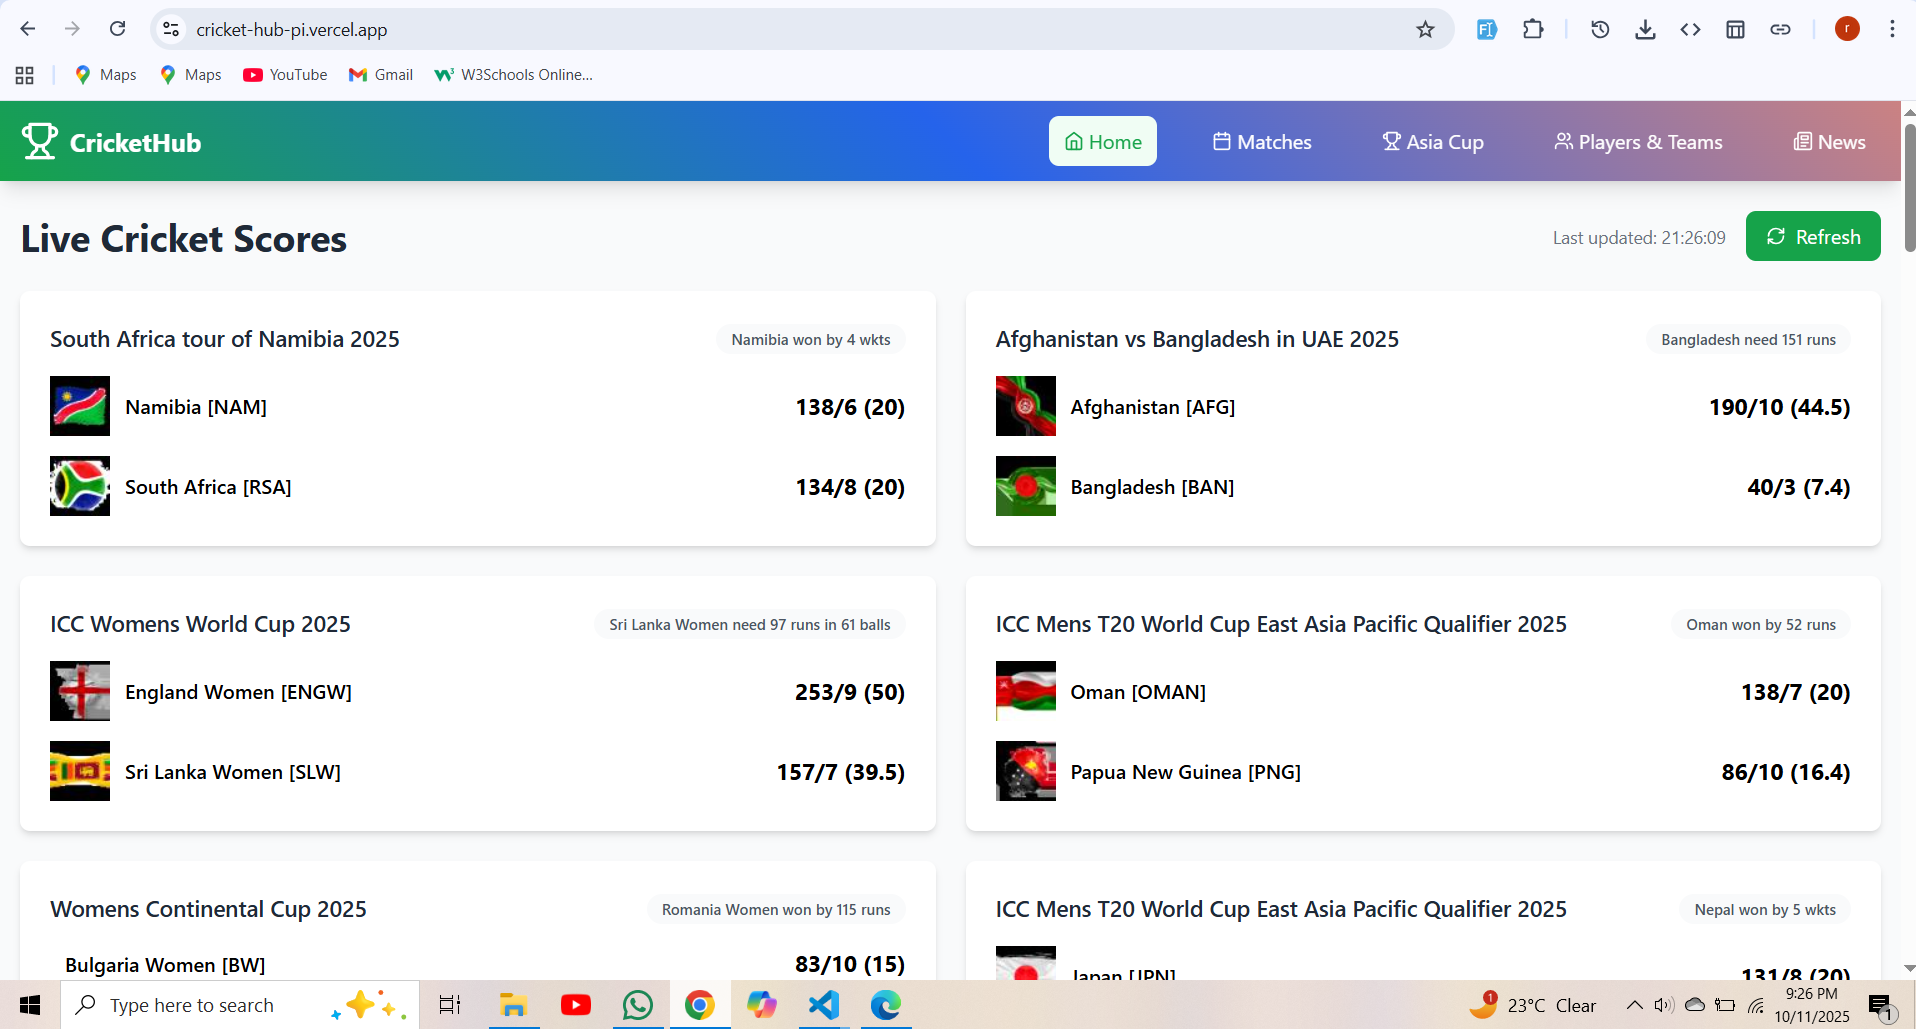 cricket-hub-pi.vercel.app
r
Maps
Maps
YouTube
Gmail
W3Schools Online...
CricketHub
Home
Matches
Asia Cup
Players & Teams
News
Live Cricket Scores
Last updated: 21:26:09
Refresh
South Africa tour of Namibia 2025
Namibia won by 4 wkts
Namibia [NAM]
138/6 (20)
South Africa [RSA]
134/8 (20)
Afghanistan vs Bangladesh in UAE 2025
Bangladesh need 151 runs
Afghanistan [AFG]
190/10 (44.5)
Bangladesh [BAN]
40/3 (7.4)
ICC Womens World Cup 2025
Sri Lanka Women need 97 runs in 61 balls
England Women [ENGW]
253/9 (50)
Sri Lanka Women [SLW]
157/7 (39.5)
ICC Mens T20 World Cup East Asia Pacific Qualifier 2025
Oman won by 52 runs
Oman [OMAN]
138/7 (20)
Papua New Guinea [PNG]
86/10 (16.4)
Womens Continental Cup 2025
Romania Women won by 115 runs
Bulgaria Women [BW]
83/10 (15)
ICC Mens T20 World Cup East Asia Pacific Qualifier 2025
Nepal won by 5 wkts
Japan [JPN]
131/8 (20)
Type here to search
1
23°C Clear
9:26 PM
10/11/2025
1